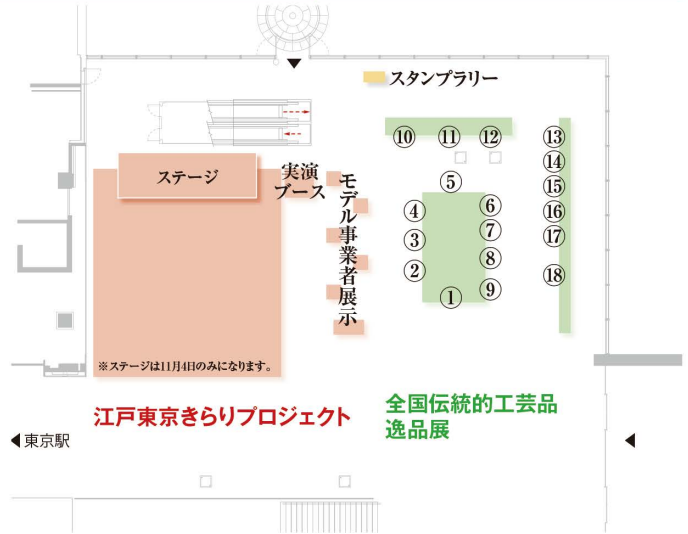 スタンプラリー
ステージ
実演
ブース
モデル事業者展示
⑩ ⑪ ⑫ ⑬
⑭
⑤ ⑮
④ ⑥ ⑯
③ ⑦ ⑰
② ⑧ ⑱
① ⑨
※ステージは11月4日のみになります。
江戸東京きらりプロジェクト
全国伝統的工芸品
逸品展
◀東京駅